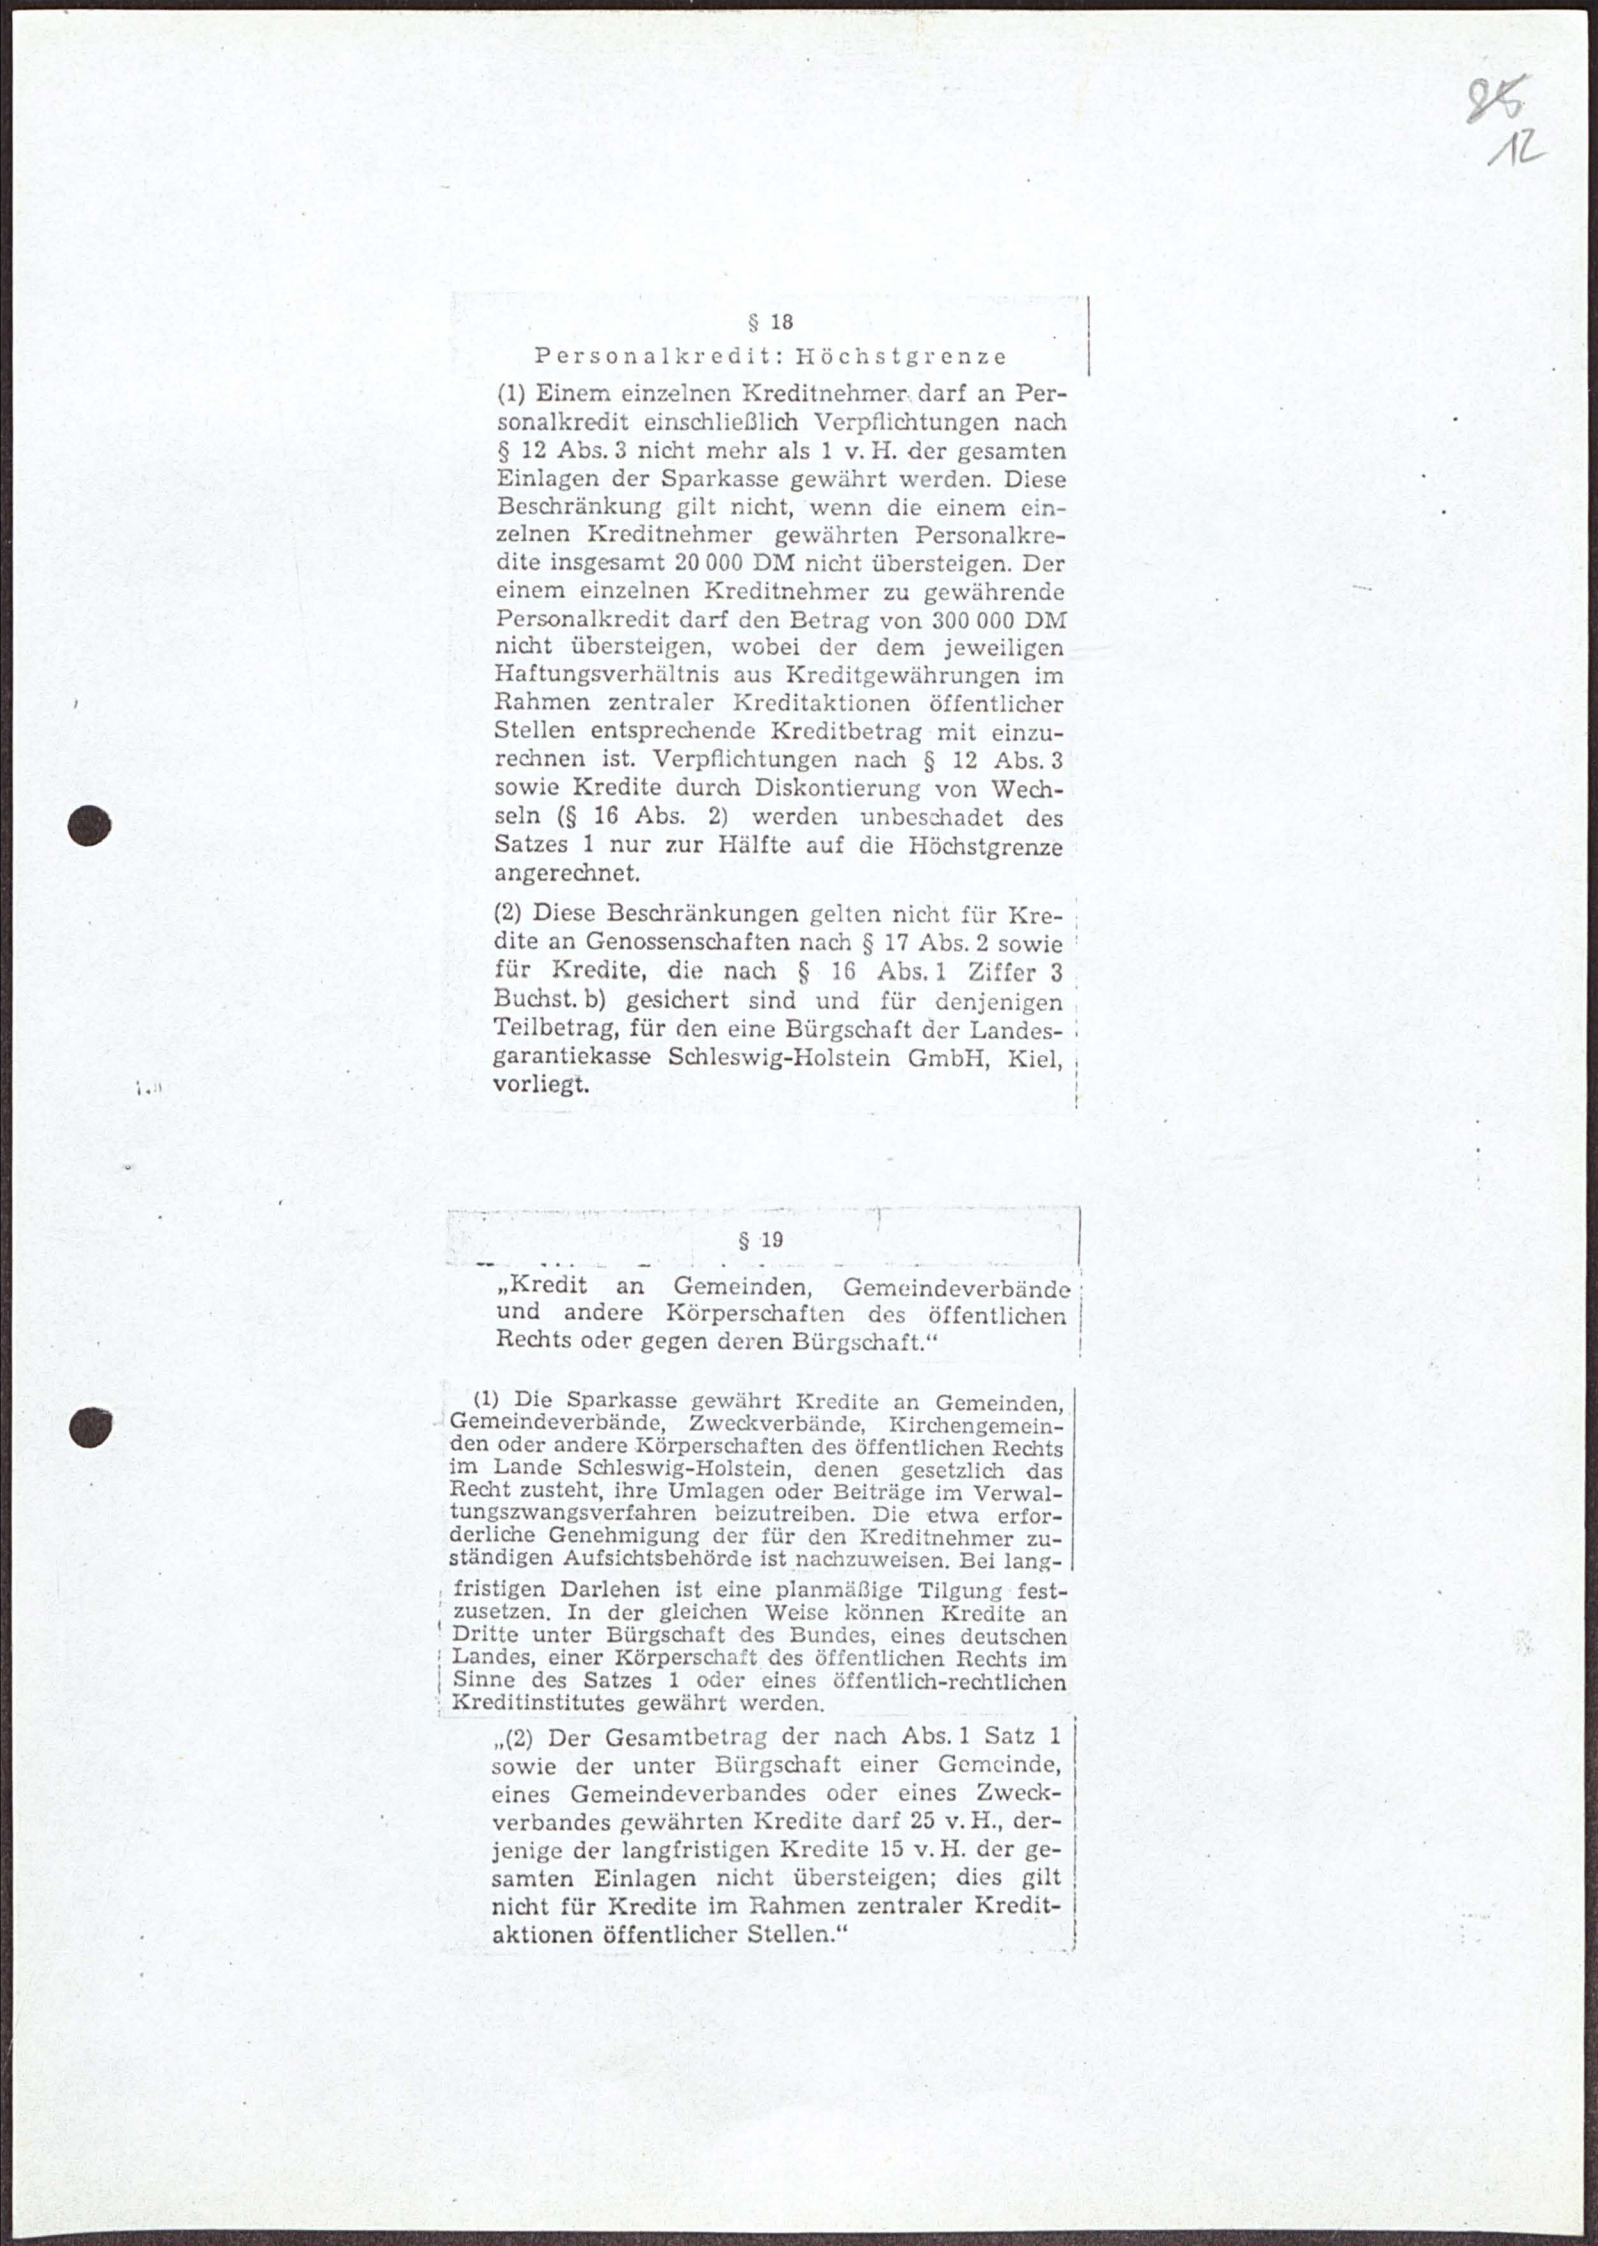 85
12
§ 18
Personalkredit: Höchstgrenze
(1) Einem einzelnen Kreditnehmer darf an Per-
sonalkredit einschließlich Verpflichtungen nach
§ 12 Abs. 3 nicht mehr als 1 v. H. der gesamten
Einlagen der Sparkasse gewährt werden. Diese
Beschränkung gilt nicht, wenn die einem ein-
zelnen Kreditnehmer gewährten Personalkre-
dite insgesamt 20 000 DM nicht übersteigen. Der
einem einzelnen Kreditnehmer zu gewährende
Personalkredit darf den Betrag von 300 000 DM
nicht übersteigen, wobei der dem jeweiligen
Haftungsverhältnis aus Kreditgewährungen im
Rahmen zentraler Kreditaktionen öffentlicher
Stellen entsprechende Kreditbetrag mit einzu-
rechnen ist. Verpflichtungen nach § 12 Abs. 3
sowie Kredite durch Diskontierung von Wech-
seln (§ 16 Abs. 2) werden unbeschadet des
Satzes 1 nur zur Hälfte auf die Höchstgrenze
angerechnet.
(2) Diese Beschränkungen gelten nicht für Kre-
dite an Genossenschaften nach § 17 Abs. 2 sowie
für Kredite, die nach § 16 Abs. 1 Ziffer 3
Buchst. b) gesichert sind und für denjenigen
Teilbetrag, für den eine Bürgschaft der Landes-
garantiekasse Schleswig-Holstein GmbH, Kiel,
vorliegt.
§ 19
„Kredit an Gemeinden, Gemeindeverbände
und andere Körperschaften des öffentlichen
Rechts oder gegen deren Bürgschaft.“
(1) Die Sparkasse gewährt Kredite an Gemeinden,
Gemeindeverbände, Zweckverbände, Kirchengemein-
den oder andere Körperschaften des öffentlichen Rechts
im Lande Schleswig-Holstein, denen gesetzlich das
Recht zusteht, ihre Umlagen oder Beiträge im Verwal-
tungszwangsverfahren beizutreiben. Die etwa erfor-
derliche Genehmigung der für den Kreditnehmer zu-
ständigen Aufsichtsbehörde ist nachzuweisen. Bei lang-
fristigen Darlehen ist eine planmäßige Tilgung fest-
zusetzen. In der gleichen Weise können Kredite an
Dritte unter Bürgschaft des Bundes, eines deutschen
Landes, einer Körperschaft des öffentlichen Rechts im
Sinne des Satzes 1 oder eines öffentlich-rechtlichen
Kreditinstitutes gewährt werden.
„(2) Der Gesamtbetrag der nach Abs. 1 Satz 1
sowie der unter Bürgschaft einer Gemeinde,
eines Gemeindeverbandes oder eines Zweck-
verbandes gewährten Kredite darf 25 v. H., der-
jenige der langfristigen Kredite 15 v. H. der ge-
samten Einlagen nicht übersteigen; dies gilt
nicht für Kredite im Rahmen zentraler Kredit-
aktionen öffentlicher Stellen.“